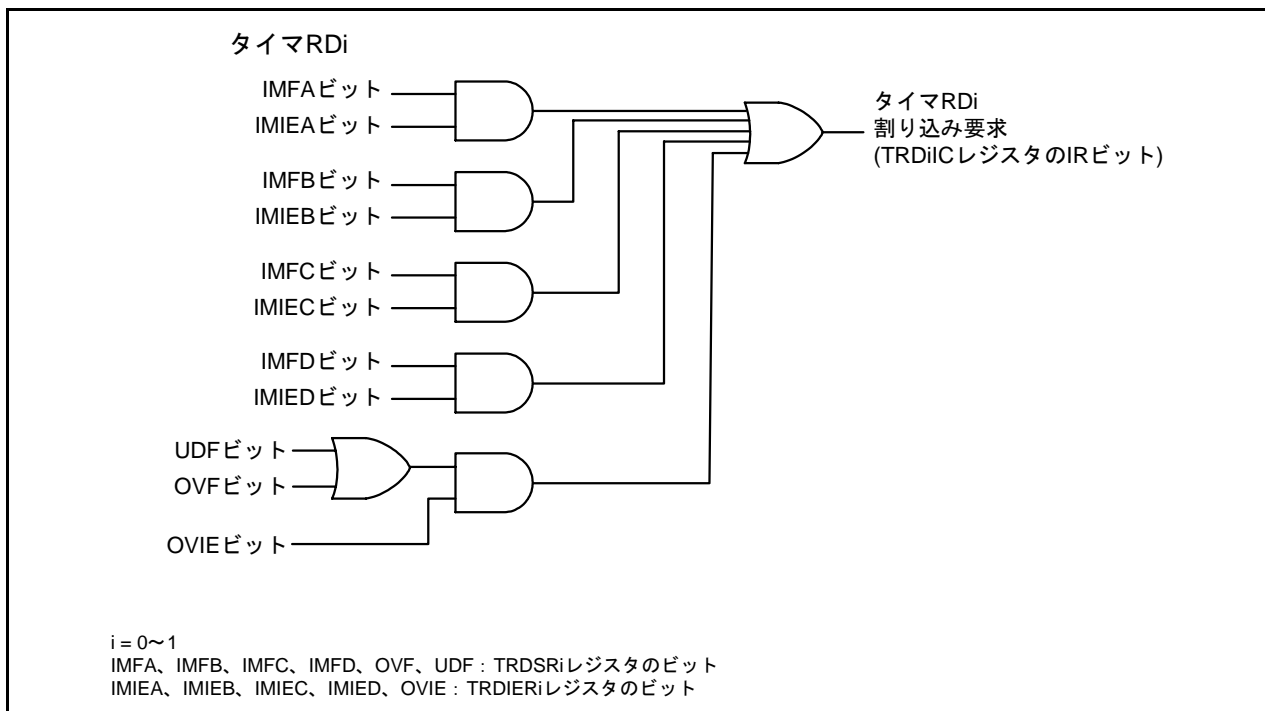 タイマRDi
IMFAビット
IMIEAビット
IMFBビット
IMIEBビット
IMFCビット
IMIECビット
IMFDビット
IMIEDビット
UDFビット
OVFビット
OVIEビット
タイマRDi
割り込み要求
(TRDiICレジスタのIRビット)
i = 0～1
IMFA、IMFB、IMFC、IMFD、OVF、UDF：TRDSRiレジスタのビット
IMIEA、IMIEB、IMIEC、IMIED、OVIE：TRDIERiレジスタのビット